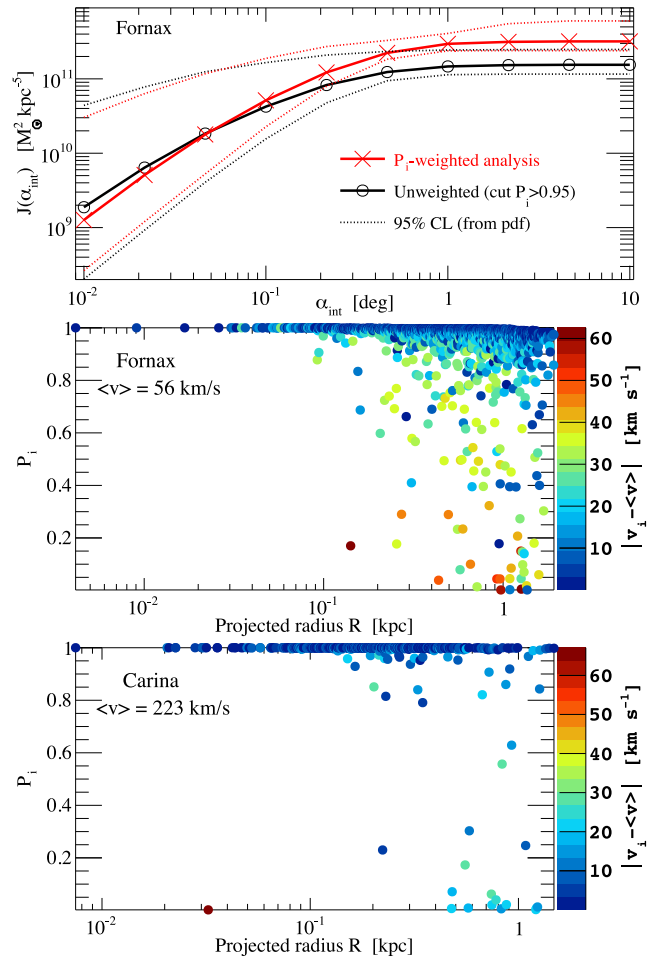 Fornax
J(α_int) [M²_⊙ kpc⁻⁵]
10¹¹
10¹⁰
10⁹
P_i-weighted analysis
Unweighted (cut P_i>0.95)
95% CL (from pdf)
10⁻² 10⁻¹ 1 10
α_int [deg]
Fornax
<v> = 56 km/s
P_i
1
0.8
0.6
0.4
0.2
10⁻² 10⁻¹ 1
Projected radius R [kpc]
60
50
40
30
20
10
|v_i-<v>| [km s⁻¹]
Carina
<v> = 223 km/s
P_i
1
0.8
0.6
0.4
0.2
0
10⁻² 10⁻¹ 1
Projected radius R [kpc]
60
50
40
30
20
10
|v_i-<v>| [km s⁻¹]